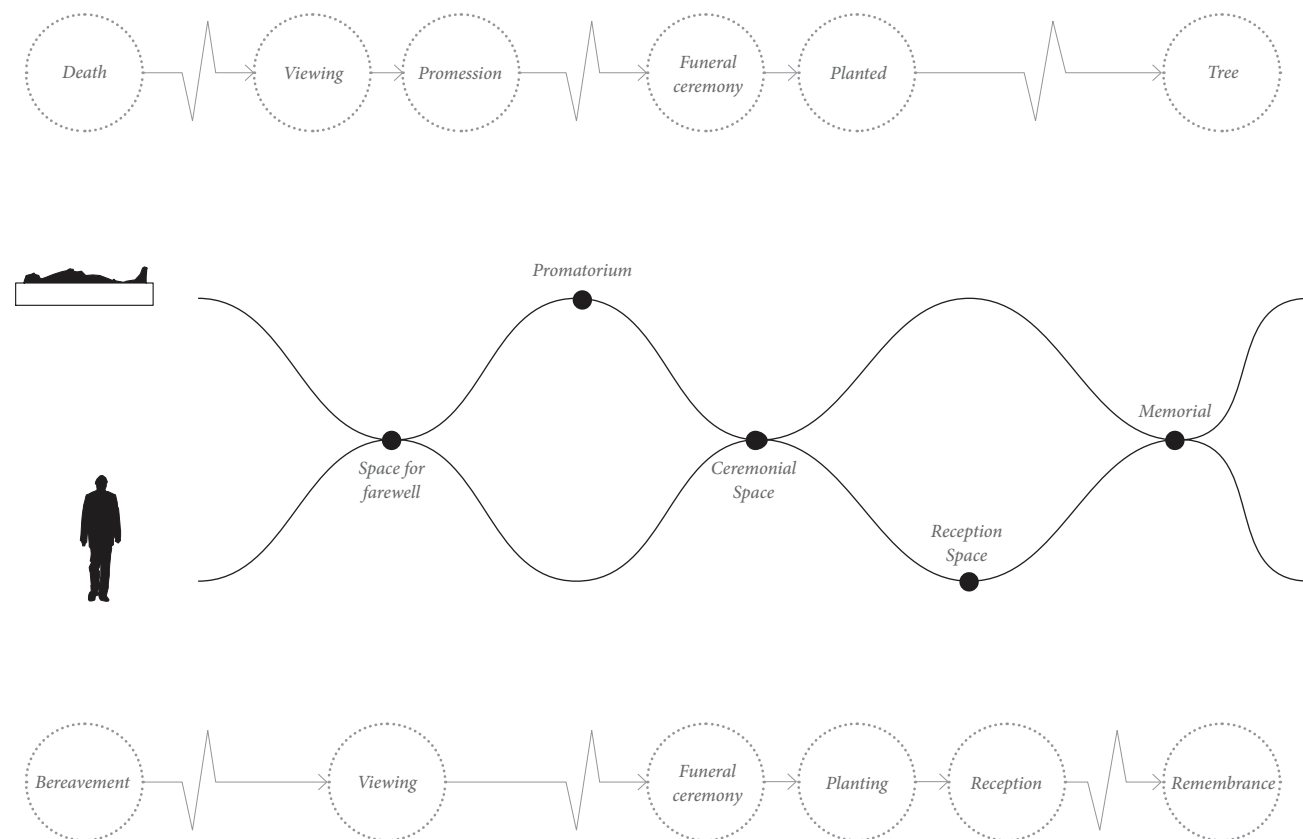 Death
Viewing
Promession
Funeral
ceremony
Planted
Tree
Promatorium
Memorial
Space for
farewell
Ceremonial
Space
Reception
Space
Bereavement
Viewing
Funeral
ceremony
Planting
Reception
Remembrance